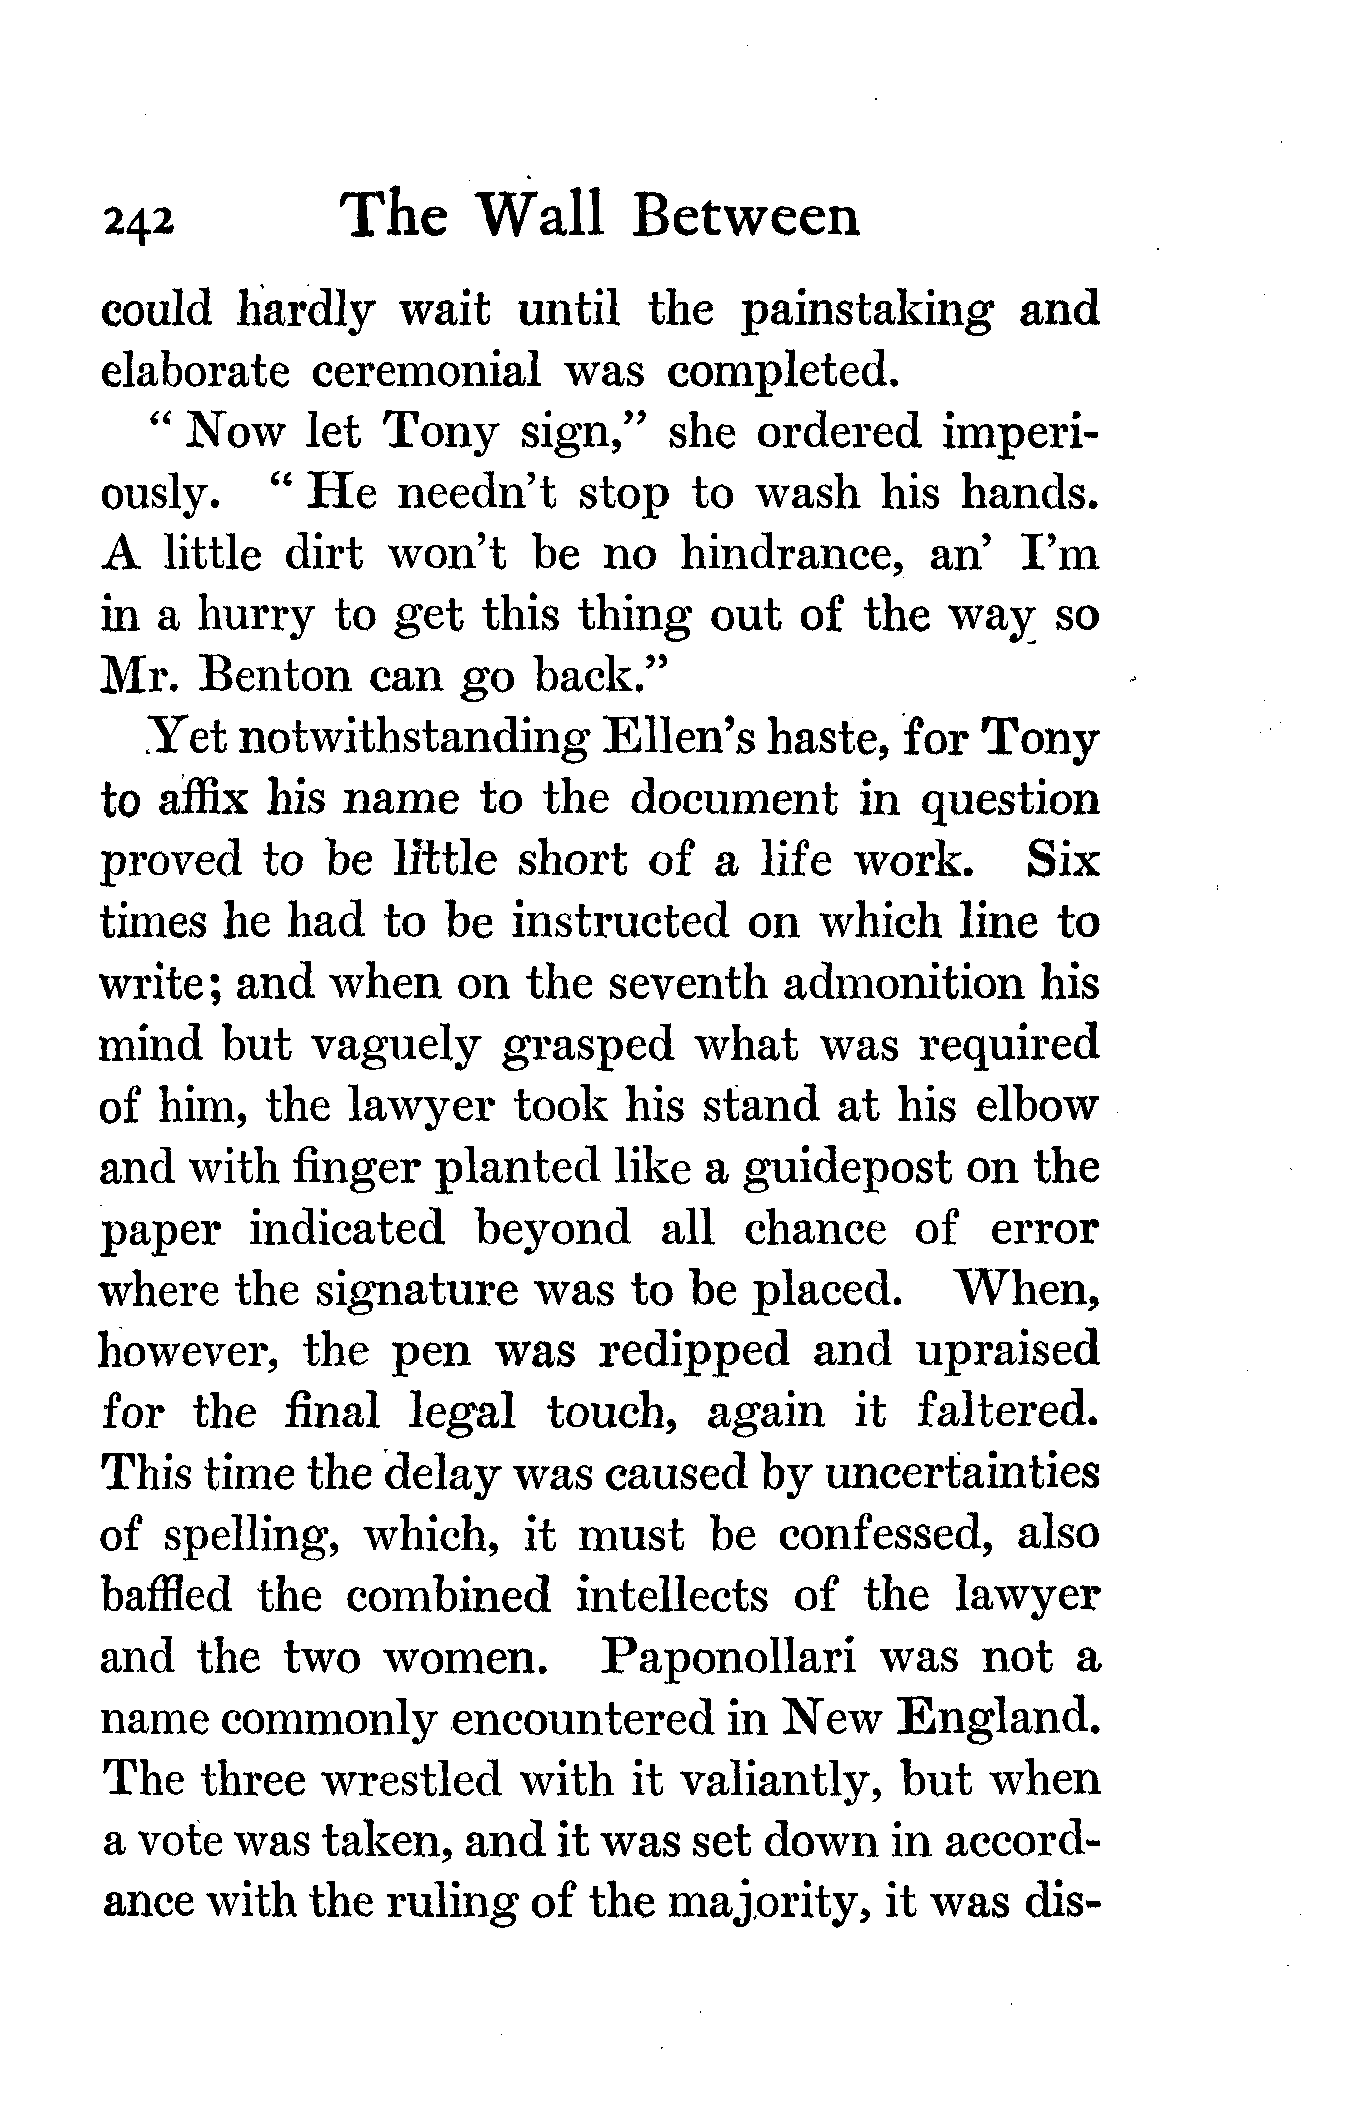 242 The Wall Between
could hardly wait until the painstaking and
elaborate ceremonial was completed.
“ Now let Tony sign,” she ordered imperi-
ously. “ He needn’t stop to wash his hands.
A little dirt won’t be no hindrance, an’ I’m
in a hurry to get this thing out of the way so
Mr. Benton can go back.”
Yet notwithstanding Ellen’s haste, for Tony
to affix his name to the document in question
proved to be little short of a life work. Six
times he had to be instructed on which line to
write; and when on the seventh admonition his
mind but vaguely grasped what was required
of him, the lawyer took his stand at his elbow
and with finger planted like a guidepost on the
paper indicated beyond all chance of error
where the signature was to be placed. When,
however, the pen was redipped and upraised
for the final legal touch, again it faltered.
This time the delay was caused by uncertainties
of spelling, which, it must be confessed, also
baffled the combined intellects of the lawyer
and the two women. Paponollari was not a
name commonly encountered in New England.
The three wrestled with it valiantly, but when
a vote was taken, and it was set down in accord-
ance with the ruling of the majority, it was dis-